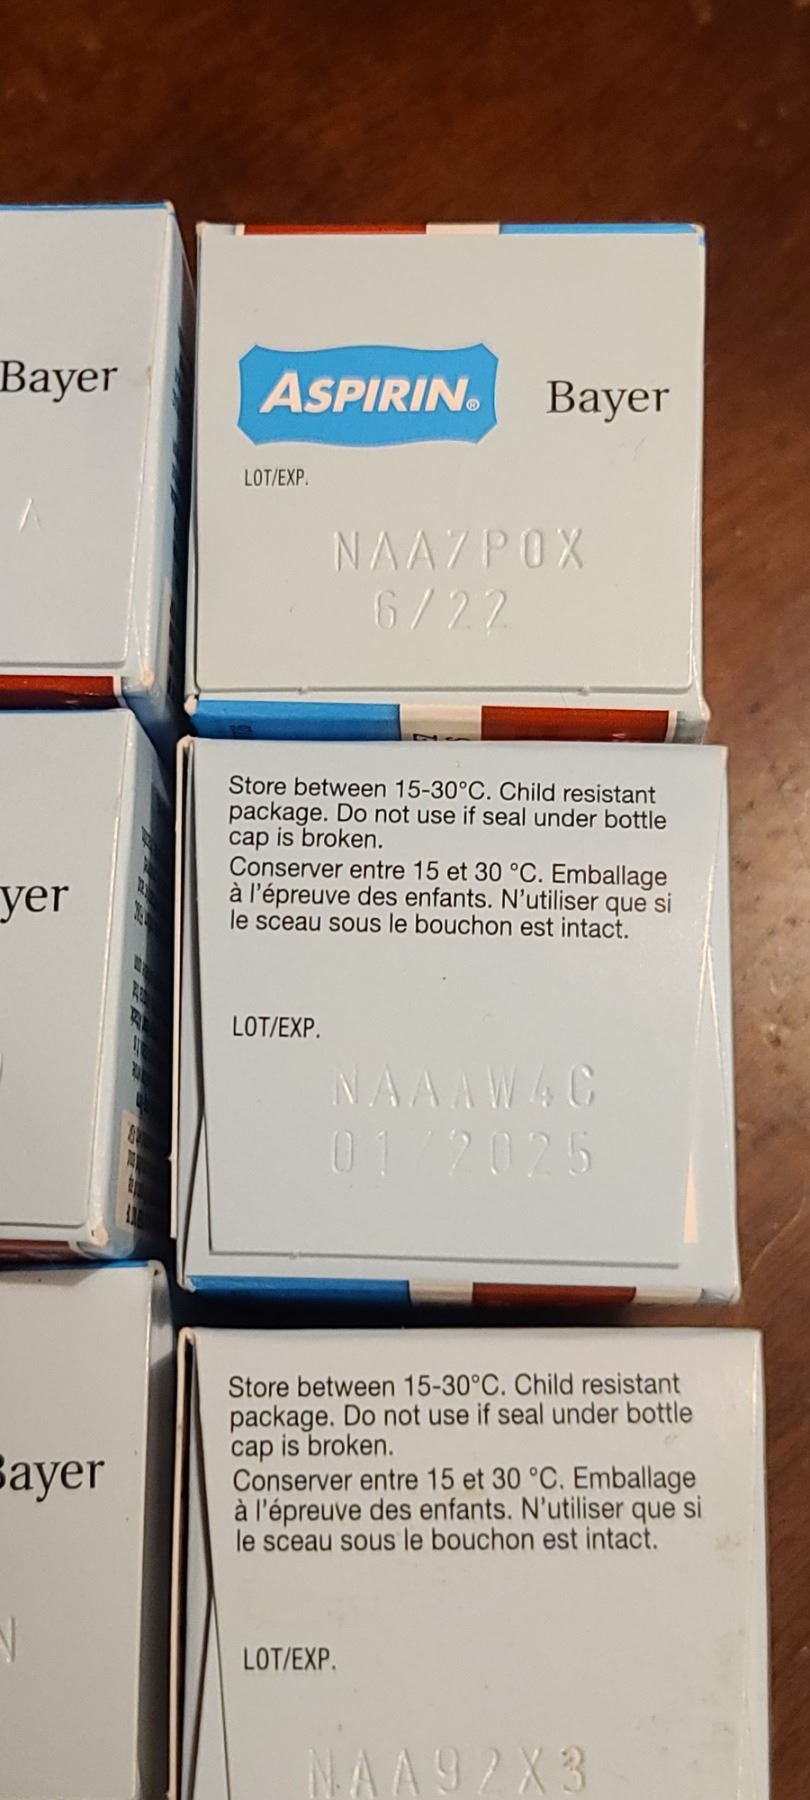 Bayer
ASPIRIN® Bayer
LOT/EXP.
NAA7P0X
6/22
Store between 15-30°C. Child resistant
package. Do not use if seal under bottle
cap is broken.
Conserver entre 15 et 30 °C. Emballage
à l'épreuve des enfants. N'utiliser que si
le sceau sous le bouchon est intact.
yer
LOT/EXP.
NAAAW4C
01/2025
Store between 15-30°C. Child resistant
package. Do not use if seal under bottle
cap is broken.
Conserver entre 15 et 30 °C. Emballage
à l'épreuve des enfants. N'utiliser que si
le sceau sous le bouchon est intact.
Bayer
LOT/EXP.
N
NAA92X3